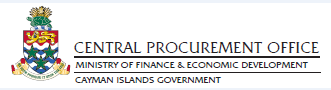 CENTRAL PROCUREMENT OFFICE
MINISTRY OF FINANCE & ECONOMIC DEVELOPMENT
CAYMAN ISLANDS GOVERNMENT